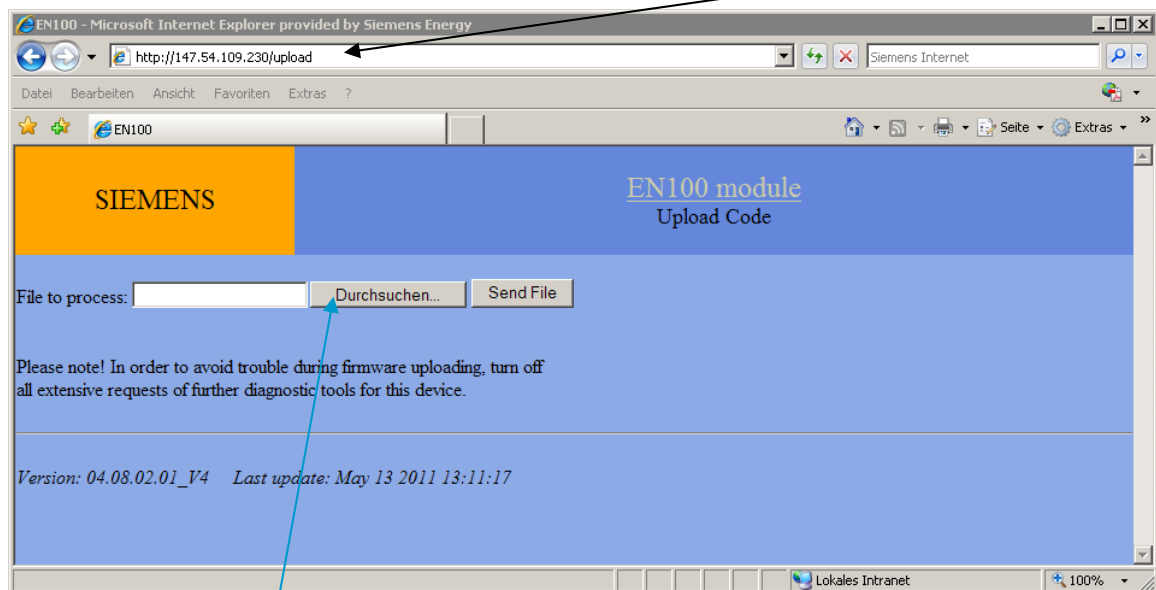 EN100 - Microsoft Internet Explorer provided by Siemens Energy
http://147.54.109.230/upload
Siemens Internet
Datei Bearbeiten Ansicht Favoriten Extras ?
EN100
Seite
Extras
»
SIEMENS
EN100 module
Upload Code
File to process:
Durchsuchen...
Send File
Please note! In order to avoid trouble during firmware uploading, turn off
all extensive requests of further diagnostic tools for this device.
Version: 04.08.02.01_V4 Last update: May 13 2011 13:11:17
Lokales Intranet
100%